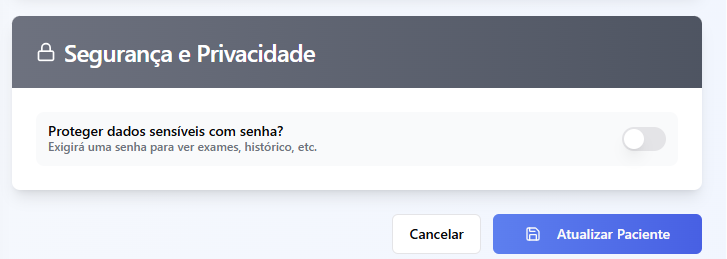 Segurança e Privacidade
Proteger dados sensíveis com senha?
Exigirá uma senha para ver exames, histórico, etc.
Cancelar
Atualizar Paciente